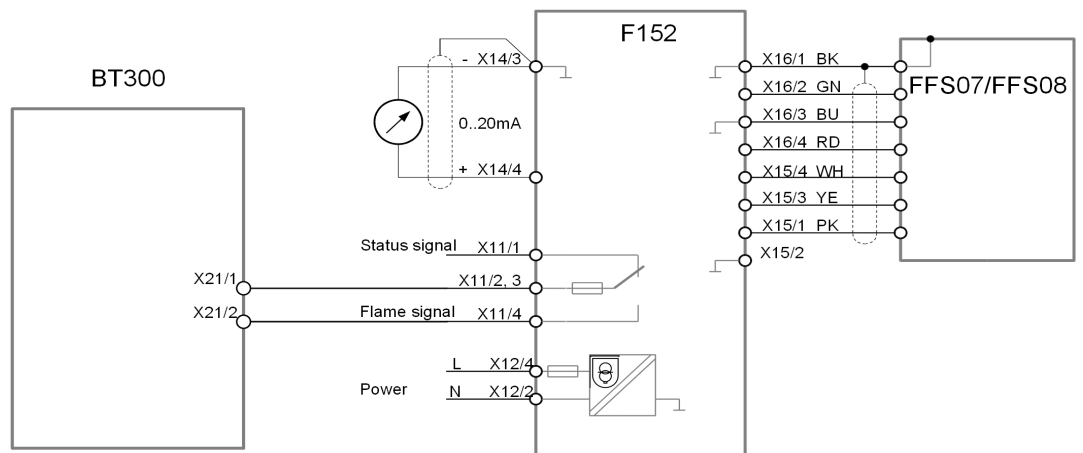 F152
BT300
- X14/3
0..20mA
+ X14/4
X16/1 BK
FFS07/FFS08
X16/2 GN
X16/3 BU
X16/4 RD
X15/4 WH
X15/3 YE
X15/1 PK
X15/2
Status signal X11/1
X21/1
X11/2, 3
X21/2
Flame signal X11/4
L X12/4
Power
N X12/2